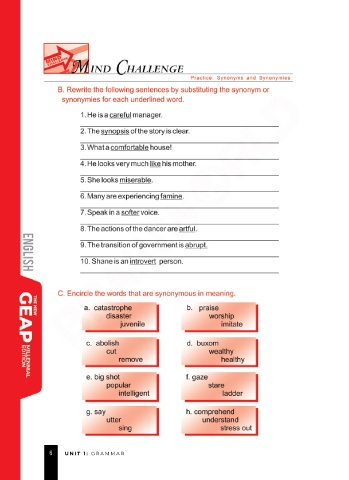 MIND CHALLENGE
Practice: Synonyms and Synonymies
B. Rewrite the following sentences by substituting the synonym or
synonymies for each underlined word.
1. He is a careful manager.
2. The synopsis of the story is clear.
3. What a comfortable house!
4. He looks very much like his mother.
5. She looks miserable.
6. Many are experiencing famine.
7. Speak in a softer voice.
8. The actions of the dancer are artful.
9. The transition of government is abrupt.
10. Shane is an introvert person.
C. Encircle the words that are synonymous in meaning.
a. catastrophe
disaster
juvenile
b. praise
worship
imitate
c. abolish
cut
remove
d. buxom
wealthy
healthy
e. big shot
popular
intelligent
f. gaze
stare
ladder
g. say
utter
sing
h. comprehend
understand
stress out
ENGLISH
THE NEW
GEAP
MILLENNIAL
EDITION
6 UNIT I: GRAMMAR